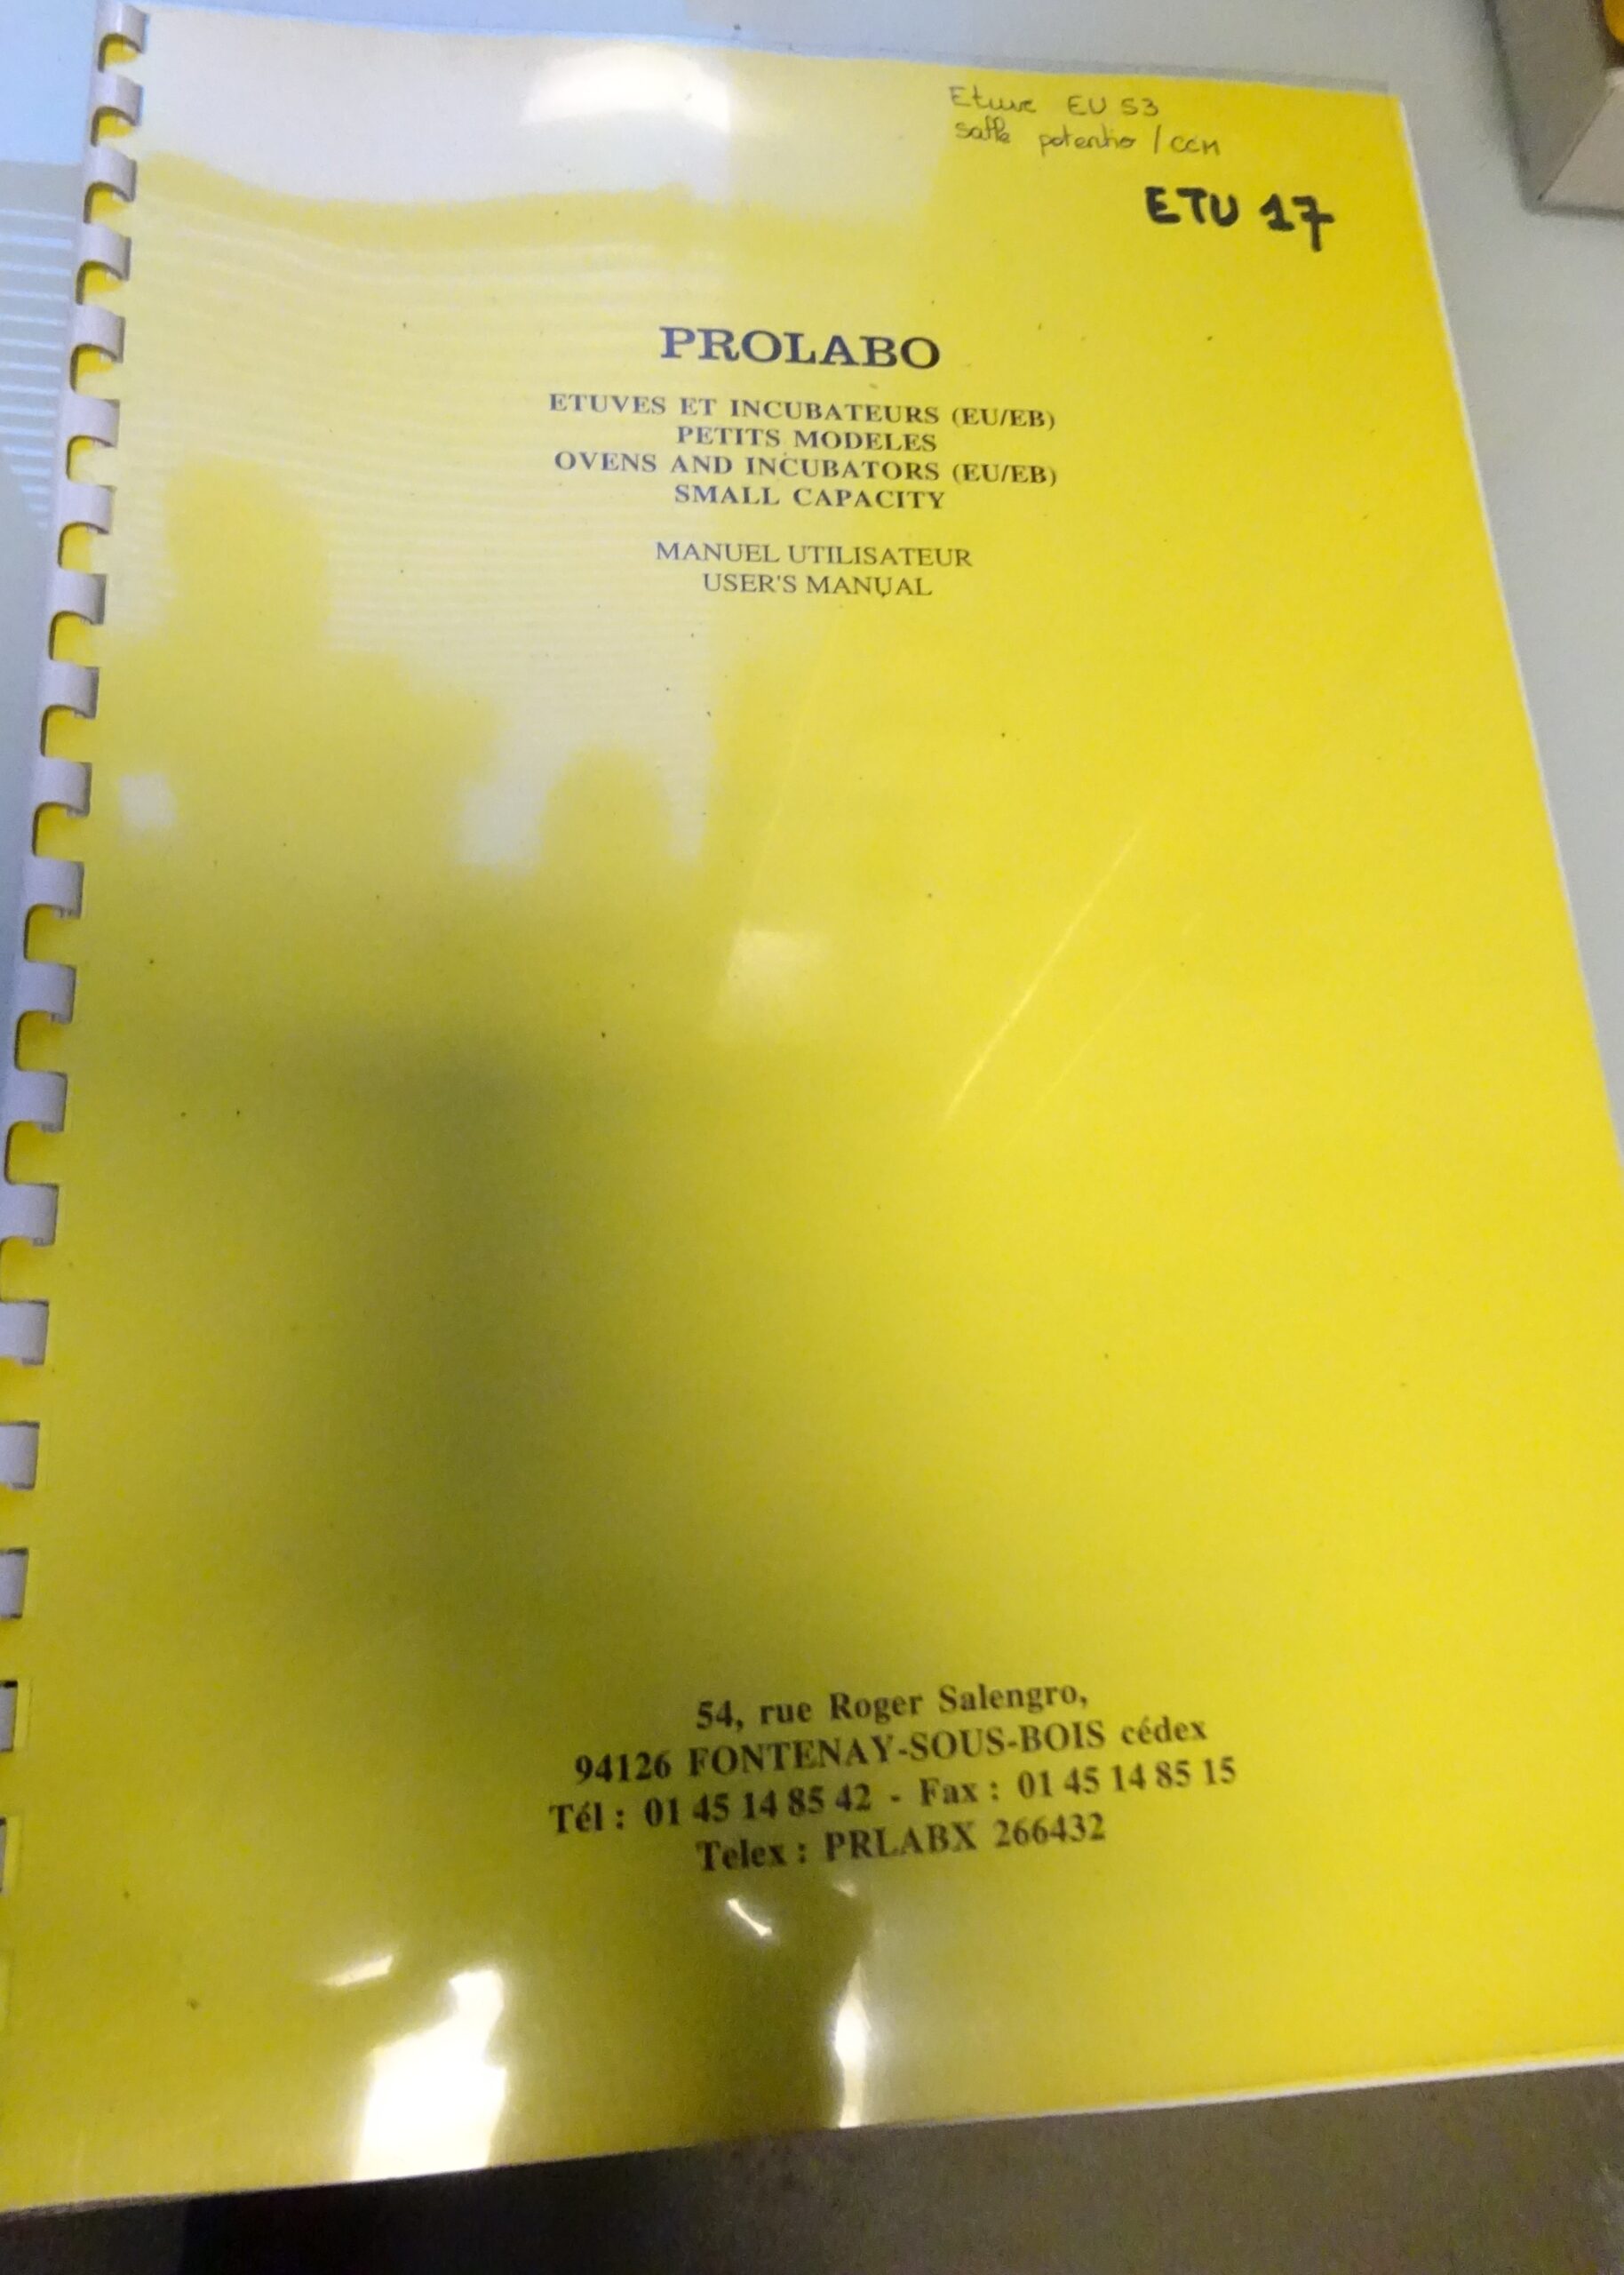 Etuve EU 53
salle potentio / CCM
ETU 17
PROLABO
ETUVES ET INCUBATEURS (EU/EB)
PETITS MODELES
OVENS AND INCUBATORS (EU/EB)
SMALL CAPACITY
MANUEL UTILISATEUR
USER'S MANUAL
54, rue Roger Salengro,
94126 FONTENAY-SOUS-BOIS cédex
Tél : 01 45 14 85 42 - Fax : 01 45 14 85 15
Telex : PRLABX 266432